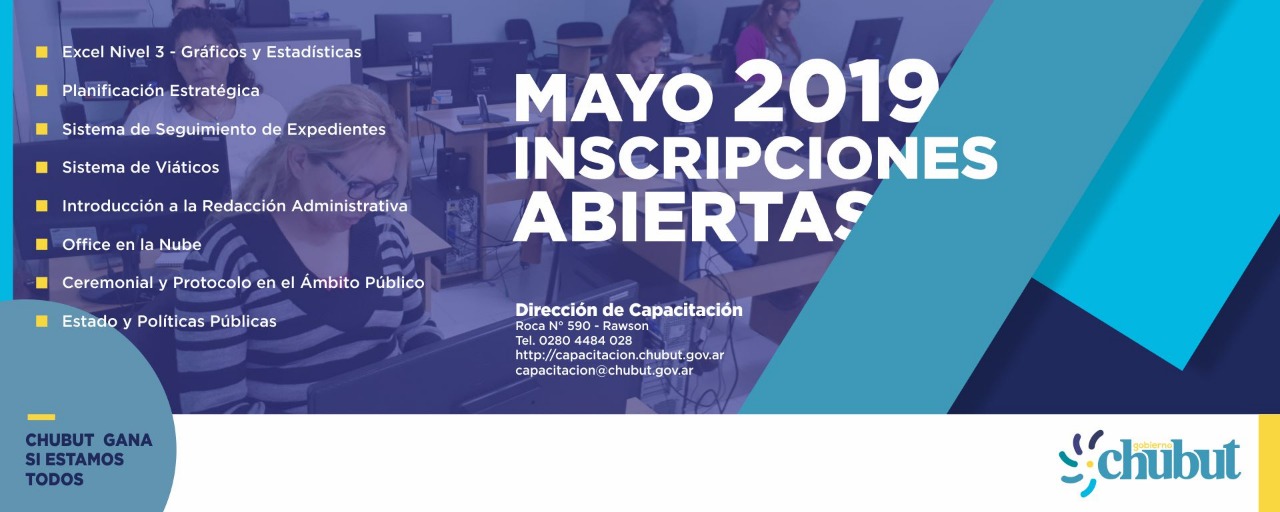 Excel Nivel 3 - Gráficos y Estadísticas
Planificación Estratégica
Sistema de Seguimiento de Expedientes
Sistema de Viáticos
Introducción a la Redacción Administrativa
Office en la Nube
Ceremonial y Protocolo en el Ámbito Público
Estado y Políticas Públicas
MAYO 2019
INSCRIPCIONES
ABIERTAS
Dirección de Capacitación
Roca N° 590 - Rawson
Tel. 0280 4484 028
http://capacitacion.chubut.gov.ar
capacitacion@chubut.gov.ar
CHUBUT GANA
SI ESTAMOS
TODOS
gobierno
chubut